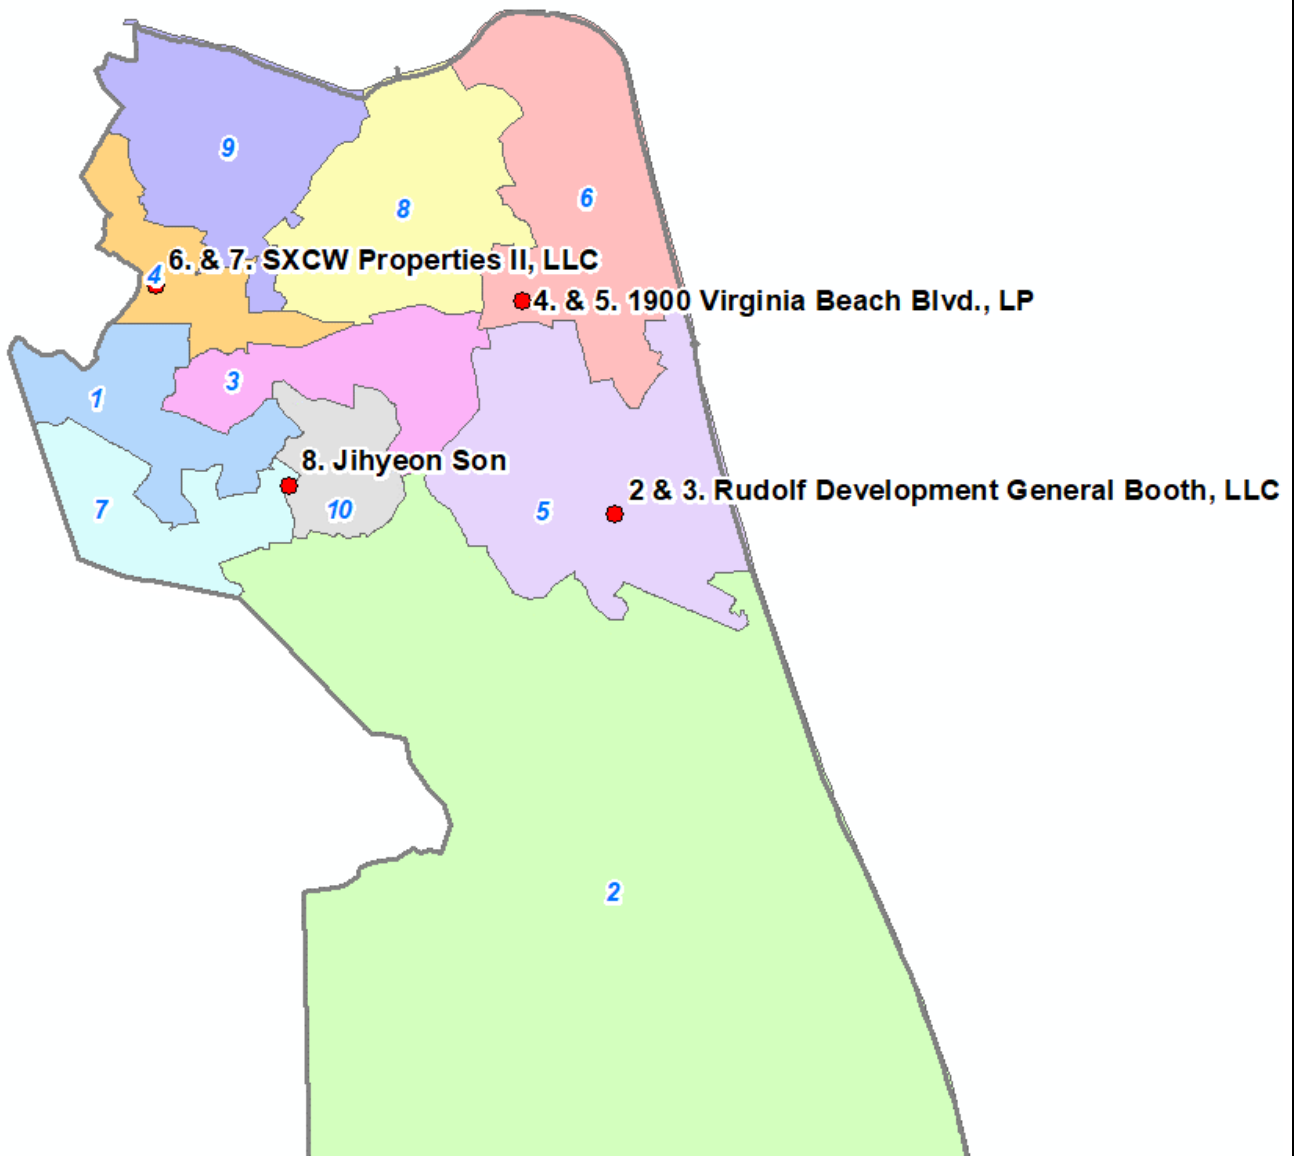 9
8
6
6. & 7. SXCW Properties II, LLC
4
4. & 5. 1900 Virginia Beach Blvd., LP
3
1
8. Jihyeon Son
2 & 3. Rudolf Development General Booth, LLC
7
10
5
2